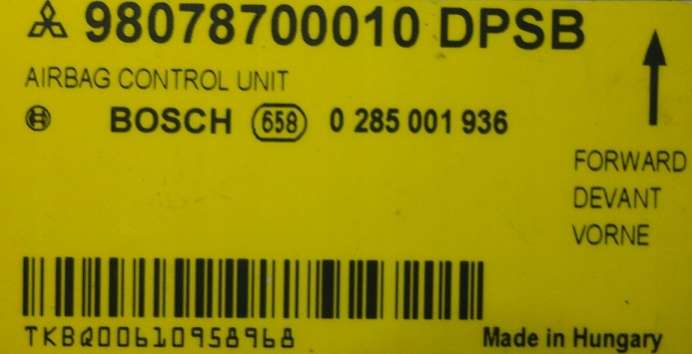 98078700010 DPSB
AIRBAG CONTROL UNIT
BOSCH 658 0 285 001 936
FORWARD
DEVANT
VORNE
TKBQ00610958968
Made in Hungary